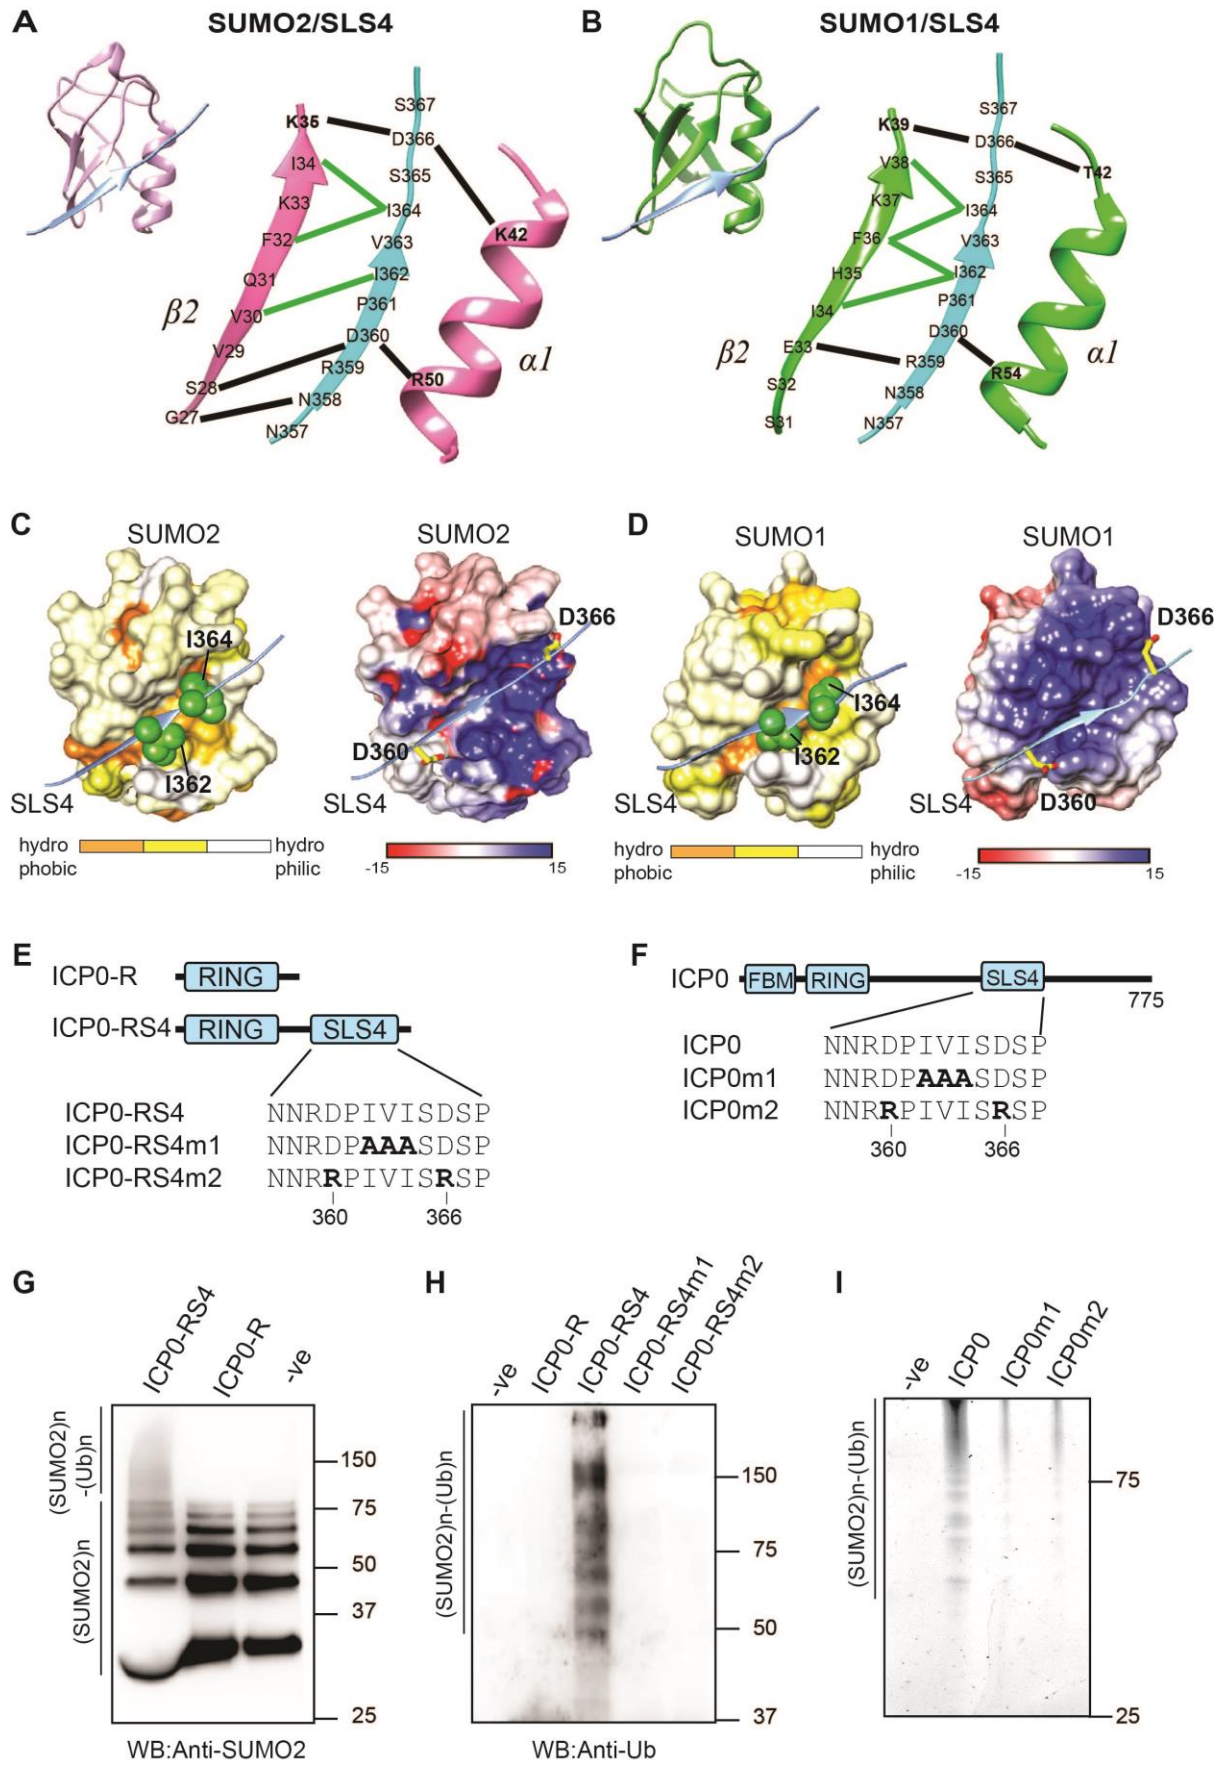 A
SUMO2/SLS4
K35
I34
K33
F32
Q31
V30
V29
S28
G27
β2
S367
D366
S365
I364
V363
I362
P361
D360
R359
N358
N357
K42
R50
α1
B
SUMO1/SLS4
K39
V38
K37
F36
H35
I34
E33
S32
S31
β2
S367
D366
S365
I364
V363
I362
P361
D360
R359
N358
N357
T42
R54
α1
C
SUMO2
I364
I362
SLS4
hydro phobic
hydro philic
SUMO2
D366
D360
SLS4
-15
15
D
SUMO1
I364
I362
SLS4
hydro phobic
hydro philic
SUMO1
D366
D360
SLS4
-15
15
E
ICP0-R
RING
ICP0-RS4
RING
SLS4
ICP0-RS4 NNRDPIVISDSP
ICP0-RS4m1 NNRDPAAASDSP
ICP0-RS4m2 NNRRPIVISRSP
360 366
F
ICP0
FBM
RING
SLS4
775
ICP0 NNRDPIVISDSP
ICP0m1 NNRDPAAASDSP
ICP0m2 NNRRPIVISRSP
360 366
G
ICP0-RS4
ICP0-R
-ve
(SUMO2)n
-(Ub)n
(SUMO2)n
150
75
50
37
25
WB:Anti-SUMO2
H
-ve
ICP0-R
ICP0-RS4
ICP0-RS4m1
ICP0-RS4m2
(SUMO2)n-(Ub)n
150
75
50
37
WB:Anti-Ub
I
-ve
ICP0
ICP0m1
ICP0m2
(SUMO2)n-(Ub)n
75
25